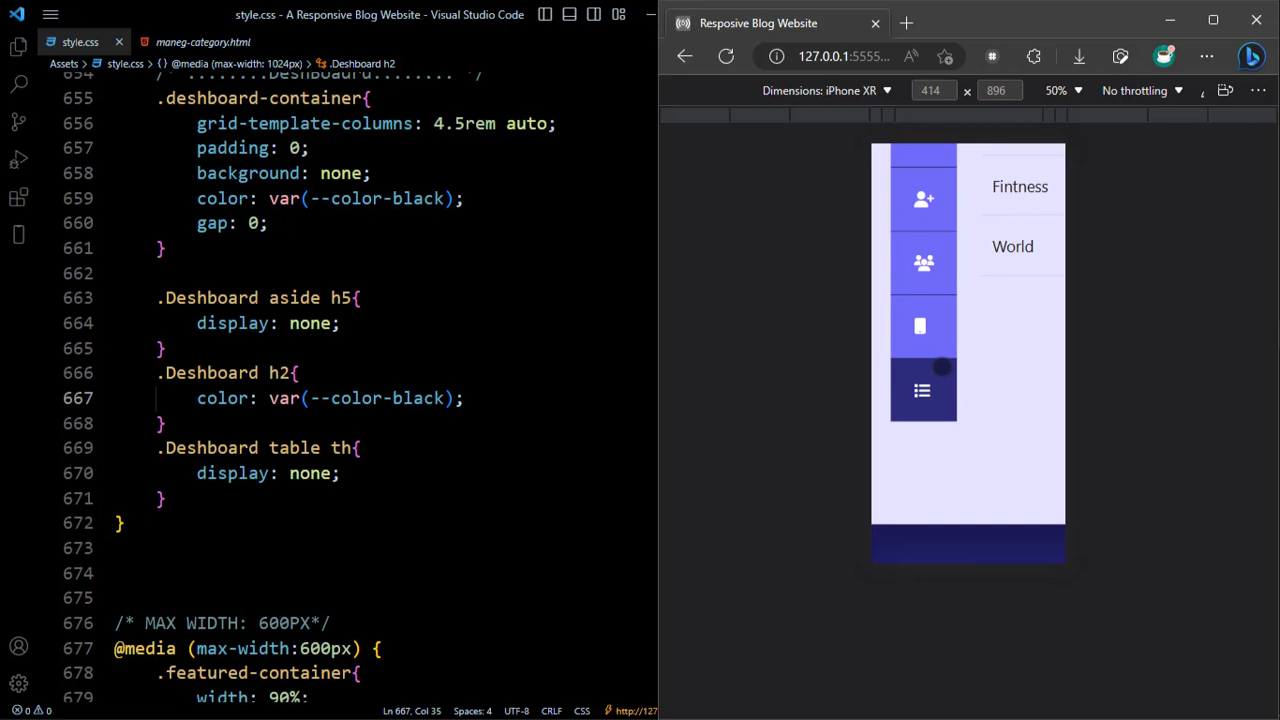 style.css - A Responsive Blog Website - Visual Studio Code
style.css
maneg-category.html
Assets > style.css > { } @media (max-width: 1024px) > .Deshboard h2
654 /* ........DeshBoaurd........ */
655 .deshboard-container{
656 grid-template-columns: 4.5rem auto;
657 padding: 0;
658 background: none;
659 color: var(--color-black);
660 gap: 0;
661 }
662
663 .Deshboard aside h5{
664 display: none;
665 }
666 .Deshboard h2{
667 color: var(--color-black);
668 }
669 .Deshboard table th{
670 display: none;
671 }
672 }
673
674
675
676 /* MAX WIDTH: 600PX*/
677 @media (max-width:600px) {
678 .featured-container{
679 width: 90%;
0 0 Ln 667, Col 35 Spaces: 4 UTF-8 CRLF CSS http://127
Resposive Blog Website
127.0.0.1:5555...
Dimensions: iPhone XR 414 x 896 50% No throttling
Fintness
World